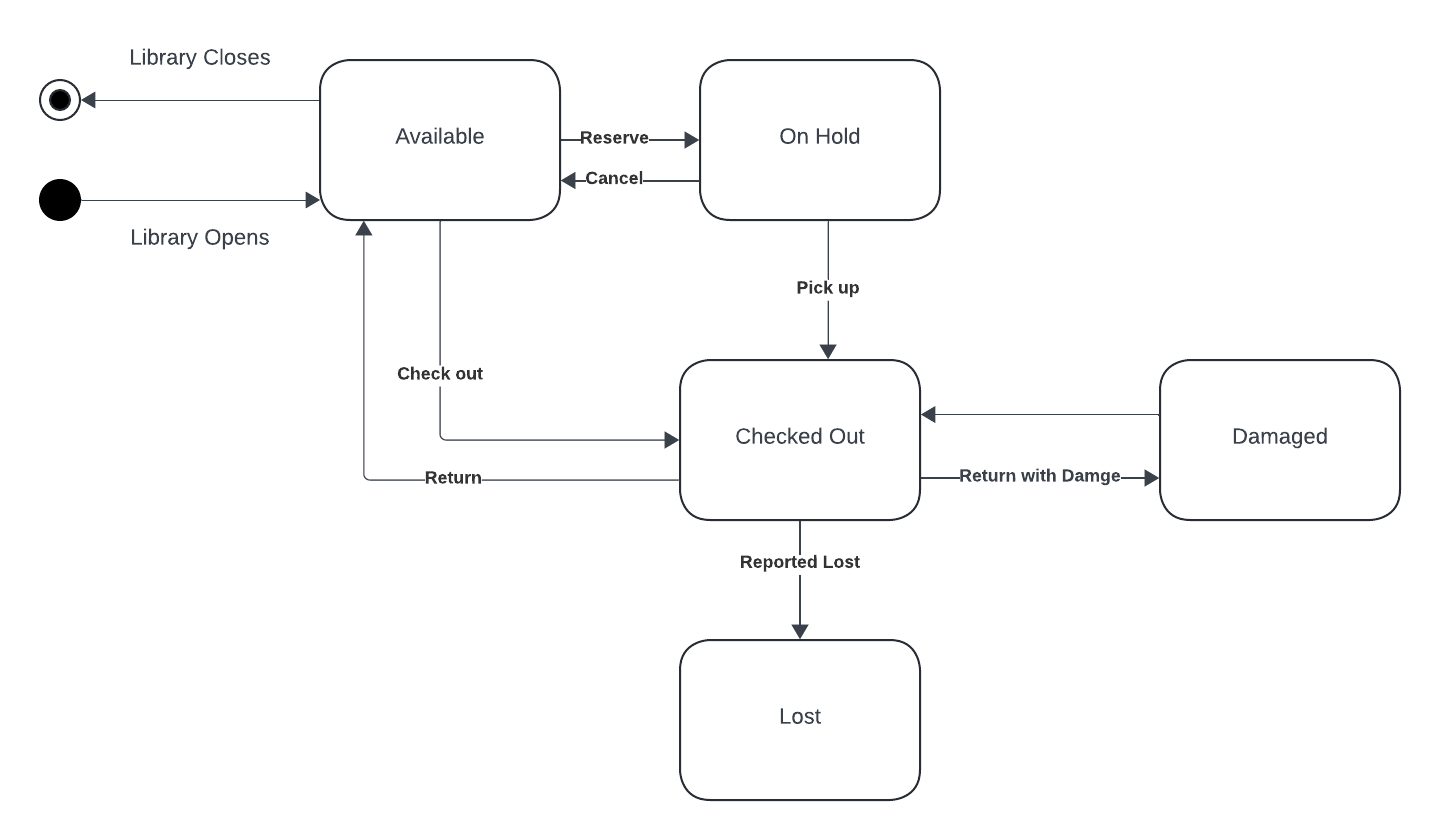 Library Closes
Available
On Hold
Reserve
Cancel
Library Opens
Pick up
Check out
Checked Out
Damaged
Return
Return with Damge
Reported Lost
Lost